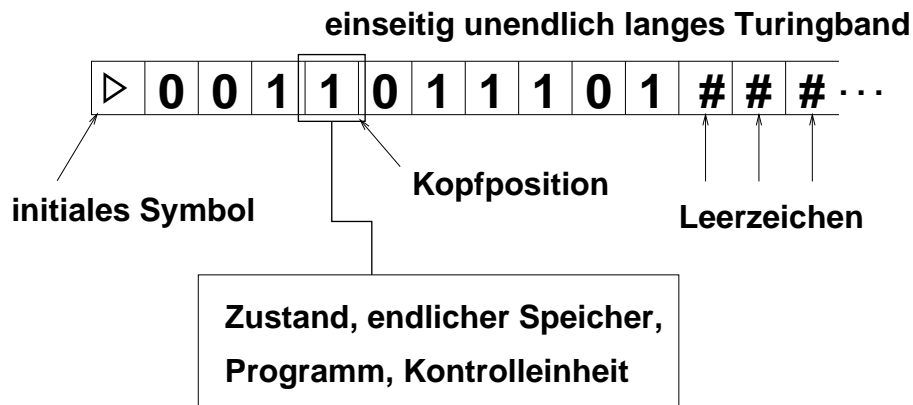 einseitig unendlich langes Turingband
▷ 0 0 1 1 0 1 1 1 0 1 # # # ...
Kopfposition
initiales Symbol
Leerzeichen
Zustand, endlicher Speicher,
Programm, Kontrolleinheit